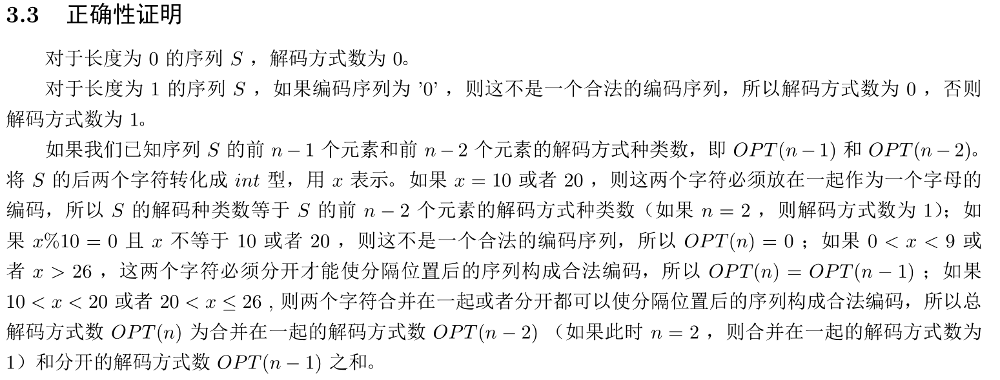 3.3 正确性证明
对于长度为 0 的序列 S ，解码方式数为 0。
对于长度为 1 的序列 S ，如果编码序列为 ’0’ ，则这不是一个合法的编码序列，所以解码方式数为 0 ，否则
解码方式数为 1。
如果我们已知序列 S 的前 n − 1 个元素和前 n − 2 个元素的解码方式种类数，即 OPT(n − 1) 和 OPT(n − 2)。
将 S 的后两个字符转化成 int 型，用 x 表示。如果 x = 10 或者 20 ，则这两个字符必须放在一起作为一个字母的
编码，所以 S 的解码种类数等于 S 的前 n − 2 个元素的解码方式种类数（如果 n = 2 ，则解码方式数为 1）；如
果 x%10 = 0 且 x 不等于 10 或者 20 ，则这不是一个合法的编码序列，所以 OPT(n) = 0 ；如果 0 < x < 9 或
者 x > 26 ，这两个字符必须分开才能使分隔位置后的序列构成合法编码，所以 OPT(n) = OPT(n − 1) ；如果
10 < x < 20 或者 20 < x ≤ 26 , 则两个字符合并在一起或者分开都可以使分隔位置后的序列构成合法编码，所以总
解码方式数 OPT(n) 为合并在一起的解码方式数 OPT(n − 2) （如果此时 n = 2 ，则合并在一起的解码方式数为
1）和分开的解码方式数 OPT(n − 1) 之和。